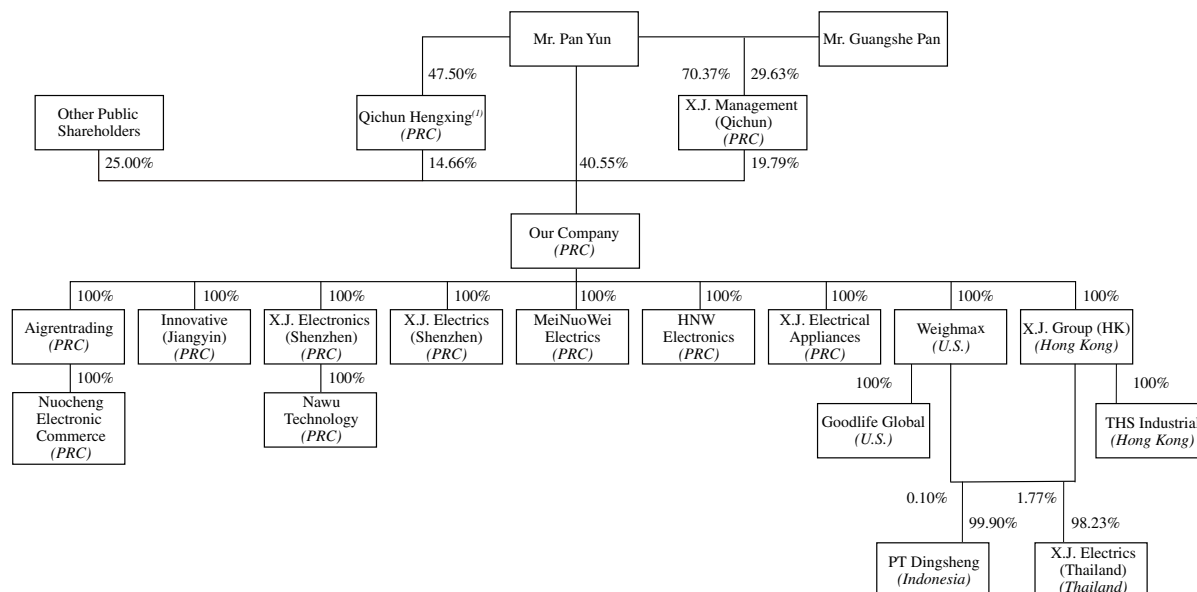 Mr. Pan Yun
Mr. Guangshe Pan
47.50%
70.37%
29.63%
Other Public
Shareholders
Qichun Hengxing(1)
(PRC)
X.J. Management
(Qichun)
(PRC)
25.00%
14.66%
40.55%
19.79%
Our Company
(PRC)
100%
100%
100%
100%
100%
100%
100%
100%
100%
Aigrentrading
(PRC)
Innovative
(Jiangyin)
(PRC)
X.J. Electronics
(Shenzhen)
(PRC)
X.J. Electrics
(Shenzhen)
(PRC)
MeiNuoWei
Electrics
(PRC)
HNW
Electronics
(PRC)
X.J. Electrical
Appliances
(PRC)
Weighmax
(U.S.)
X.J. Group (HK)
(Hong Kong)
100%
100%
100%
100%
Nuocheng
Electronic
Commerce
(PRC)
Nawu
Technology
(PRC)
Goodlife Global
(U.S.)
THS Industrial
(Hong Kong)
0.10%
1.77%
99.90%
98.23%
PT Dingsheng
(Indonesia)
X.J. Electrics
(Thailand)
(Thailand)